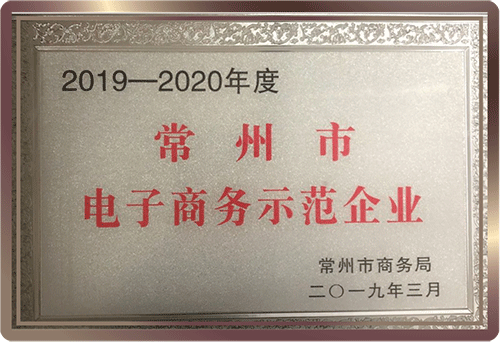 2019—2020年度
常州市
电子商务示范企业
常州市商务局
二〇一九年三月